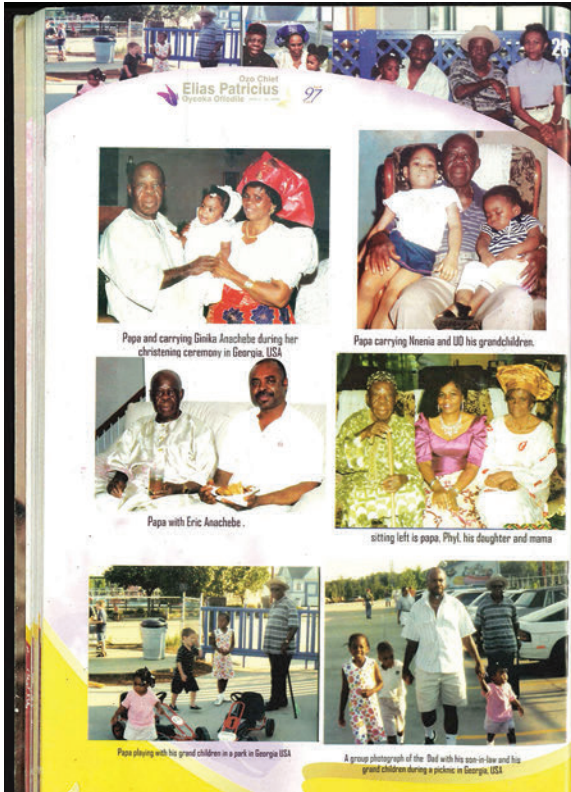 28
Ozo Chief
Elias Patricius
Oyeoka Ofodile
97
Papa and carrying Ginika Anachebe during her
christening ceremony in Georgia, USA
Papa carrying Nnenia and UO his grandchildren.
Papa with Eric Anachebe .
sitting left is papa, Phyl, his daughter and mama
Papa playing with his grand children in a park in Georgia USA
A group photograph of the Dad with his son-in-law and his
grand children during a picknic in Georgia, USA